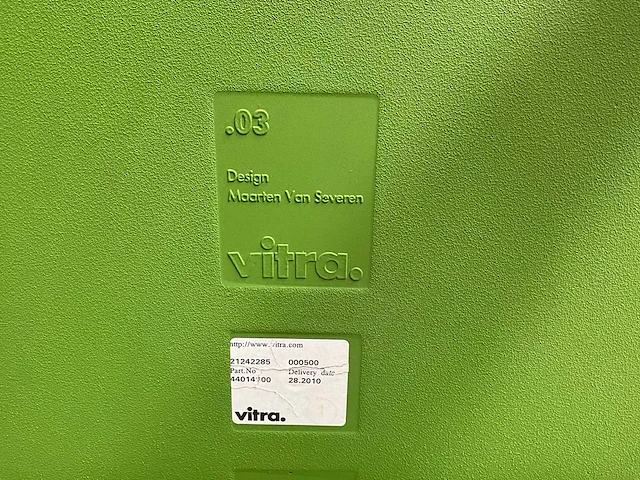 .03
Design
Maarten Van Severen
vitra.
http://www.vitra.com
21242285 000500
Part.No Delivery date
28.2010
vitra.